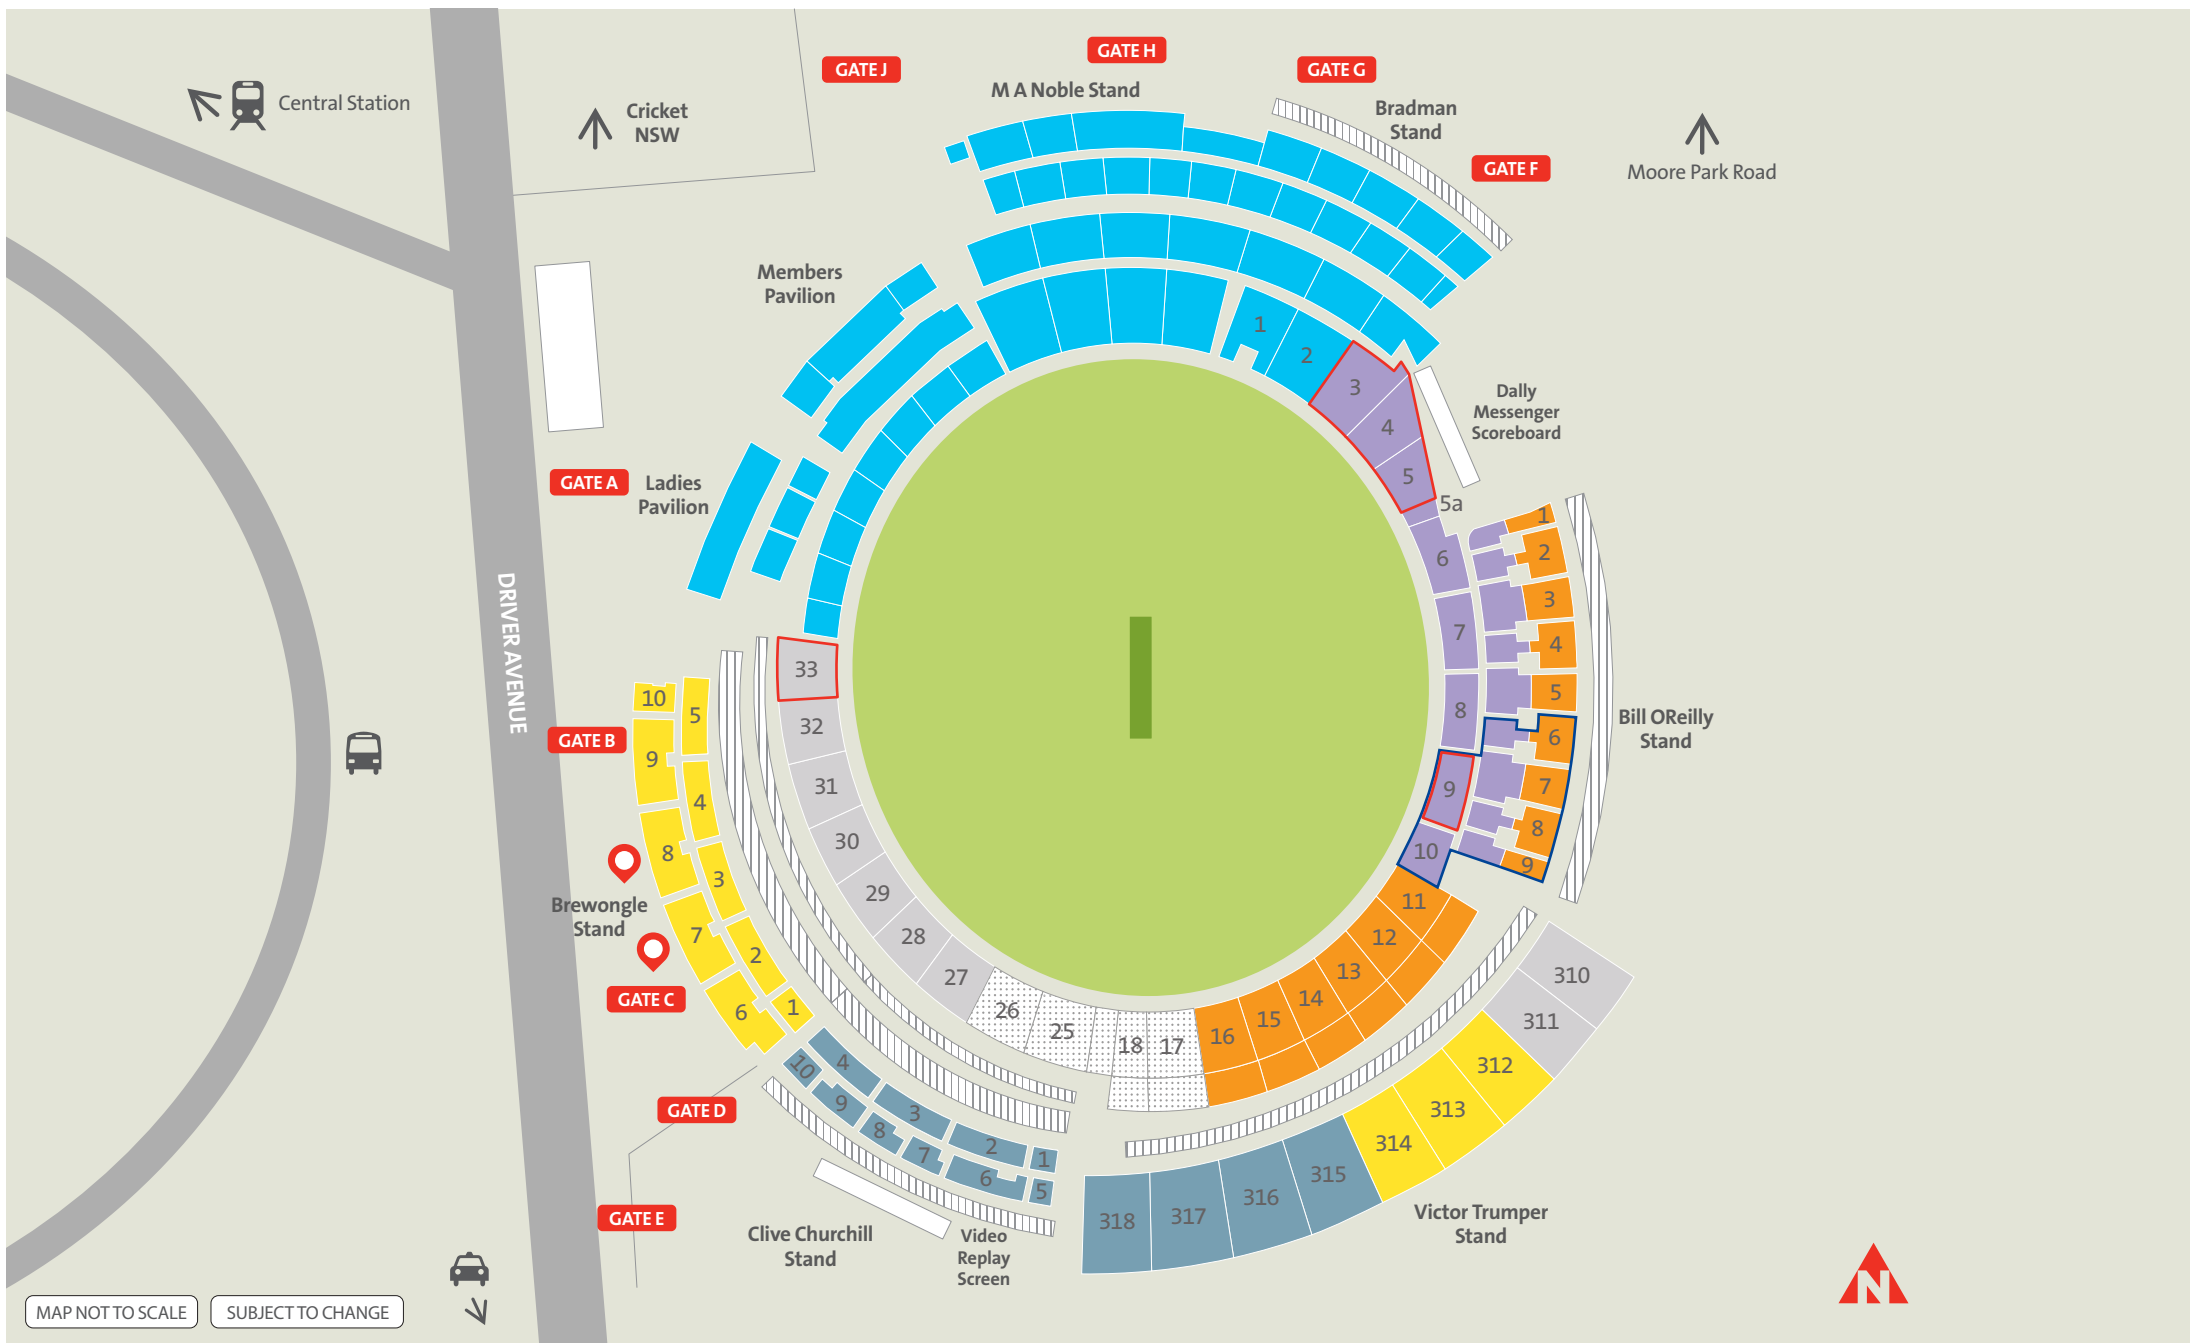 GATE H
GATE J
GATE G
M A Noble Stand
Central Station
Cricket
NSW
Bradman
Stand
GATE F
Moore Park Road
Members
Pavilion
1
2
3
4
5
5a
6
7
8
9
10
Dally
Messenger
Scoreboard
GATE A
Ladies
Pavilion
1
2
3
4
5
6
7
8
9
Bill OReilly
Stand
DRIVER AVENUE
33
32
31
30
29
28
27
26
25
18
17
16
15
14
13
12
11
10
9
8
7
6
5
4
3
2
1
GATE B
Brewongle
Stand
GATE C
310
311
312
313
314
315
316
317
318
Victor Trumper
Stand
10
9
8
7
6
5
4
3
2
1
GATE D
GATE E
Clive Churchill
Stand
Video
Replay
Screen
MAP NOT TO SCALE
SUBJECT TO CHANGE
N